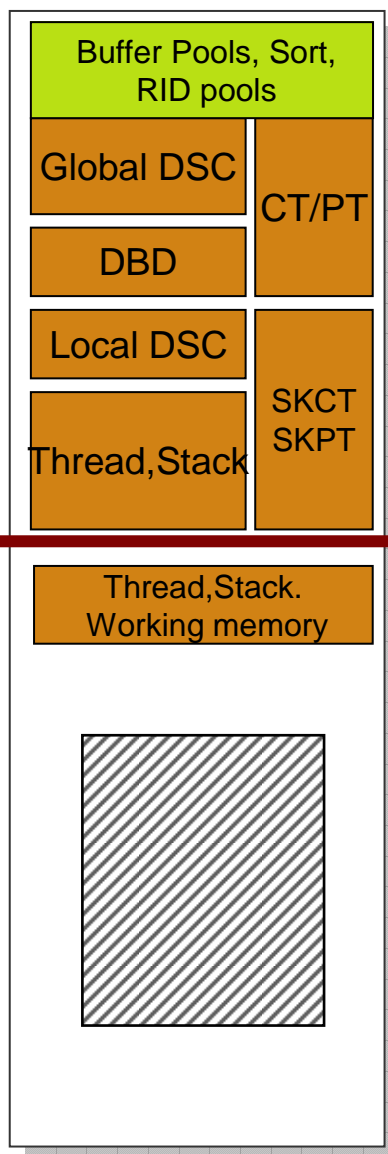 Buffer Pools, Sort,
RID pools
Global DSC
CT/PT
DBD
Local DSC
SKCT
SKPT
Thread,Stack
Thread,Stack.
Working memory